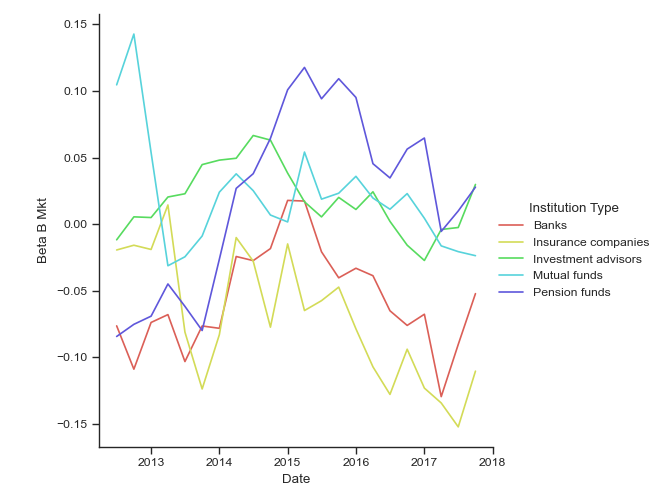 0.15
0.10
0.05
0.00
−0.05
−0.10
−0.15
Beta B Mkt
2013
2014
2015
2016
2017
2018
Date
Institution Type
Banks
Insurance companies
Investment advisors
Mutual funds
Pension funds